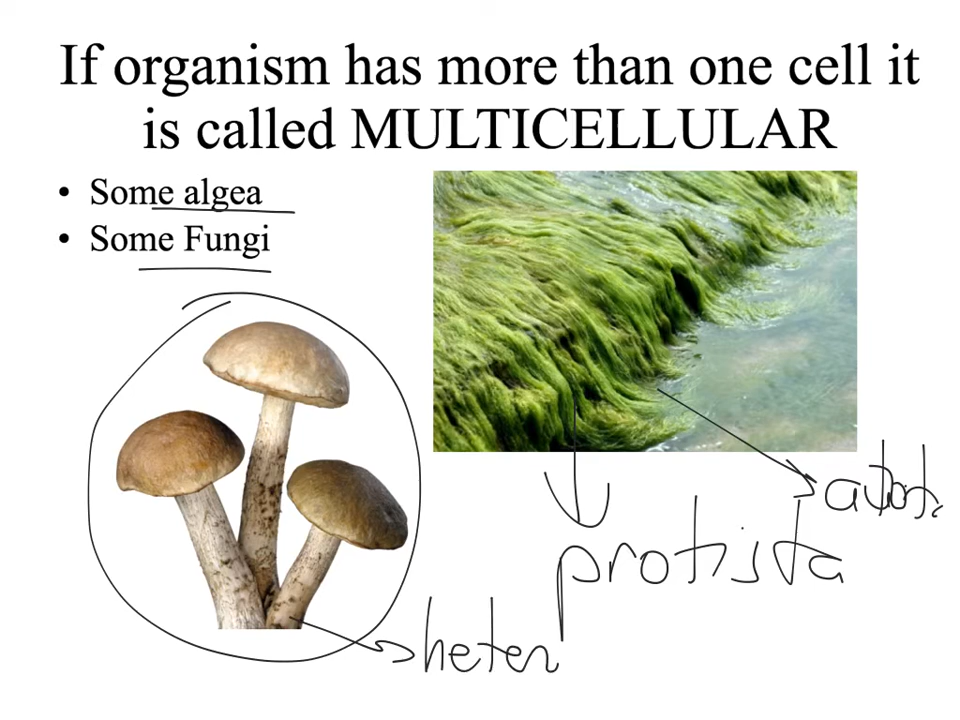 If organism has more than one cell it
is called MULTICELLULAR
• Some algea
• Some Fungi
protista
heter